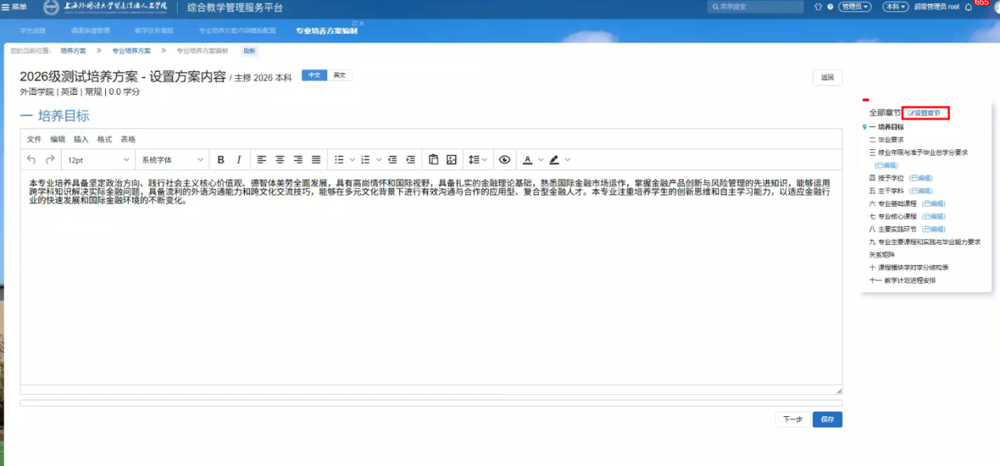 菜单
综合教学管理服务平台
菜单搜索
管理员
本科
超级管理员 root
655
学生成绩
调课申请管理
教学任务编制
专业培养方案内容模版配置
专业培养方案编制
您的当前位置: 培养方案 » 专业培养方案 » 专业培养方案编制 刷新
2026级测试培养方案 - 设置方案内容 / 主修 2026 本科 中文 英文
返回
外语学院 | 英语 | 常规 | 0.0 学分
一 培养目标
文件 编辑 插入 格式 表格
12pt 系统字体 B I A
本专业培养具备坚定政治方向、践行社会主义核心价值观、德智体美劳全面发展，具有高尚情怀和国际视野，具备扎实的金融理论基础，熟悉国际金融市场运作，掌握金融产品创新与风险管理的先进知识，能够运用
跨学科知识解决实际金融问题，具备流利的外语沟通能力和跨文化交流技巧，能够在多元文化背景下进行有效沟通与合作的应用型、复合型金融人才。本专业注重培养学生的创新思维和自主学习能力，以适应金融行
业的快速发展和国际金融环境的不断变化。
下一步 保存
全部章节 设置章节
一 培养目标
二 毕业要求
三 修业年限与准予毕业总学分要求
(已编辑)
四 授予学位 (已编辑)
五 主干学科 (已编辑)
六 专业基础课程 (已编辑)
七 专业核心课程 (已编辑)
八 主要实践环节 (已编辑)
九 专业主要课程和实践与毕业能力要求
关系矩阵
十 课程模块学时学分结构表
十一 教学计划进程安排